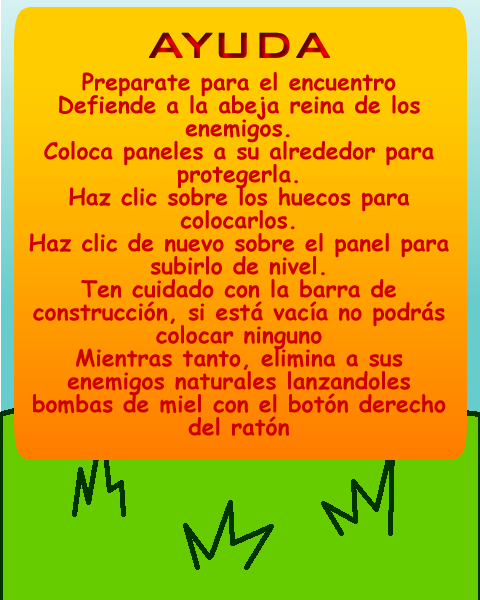 AYUDA
Preparate para el encuentro
Defiende a la abeja reina de los
enemigos.
Coloca paneles a su alrededor para
protegerla.
Haz clic sobre los huecos para
colocarlos.
Haz clic de nuevo sobre el panel para
subirlo de nivel.
Ten cuidado con la barra de
construcción, si está vacía no podrás
colocar ninguno
Mientras tanto, elimina a sus
enemigos naturales lanzandoles
bombas de miel con el botón derecho
del ratón